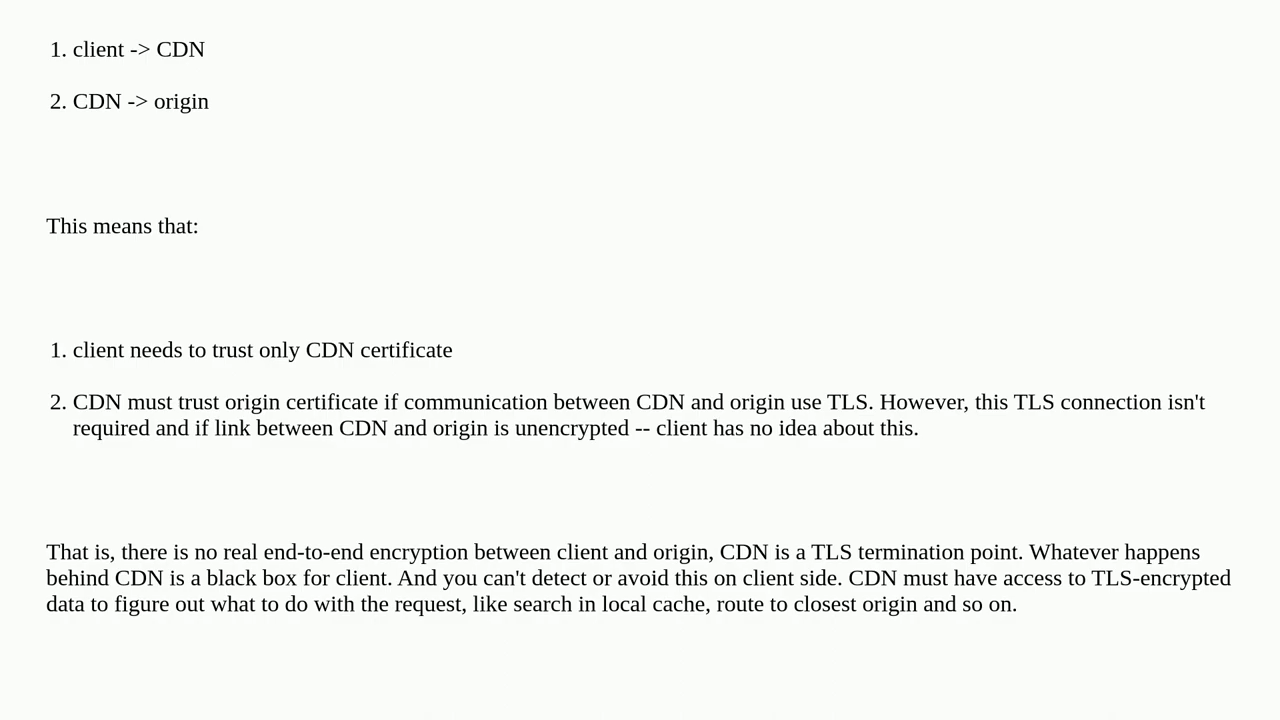 1. client -> CDN
2. CDN -> origin
This means that:
1. client needs to trust only CDN certificate
2. CDN must trust origin certificate if communication between CDN and origin use TLS. However, this TLS connection isn't
required and if link between CDN and origin is unencrypted -- client has no idea about this.
That is, there is no real end-to-end encryption between client and origin, CDN is a TLS termination point. Whatever happens
behind CDN is a black box for client. And you can't detect or avoid this on client side. CDN must have access to TLS-encrypted
data to figure out what to do with the request, like search in local cache, route to closest origin and so on.